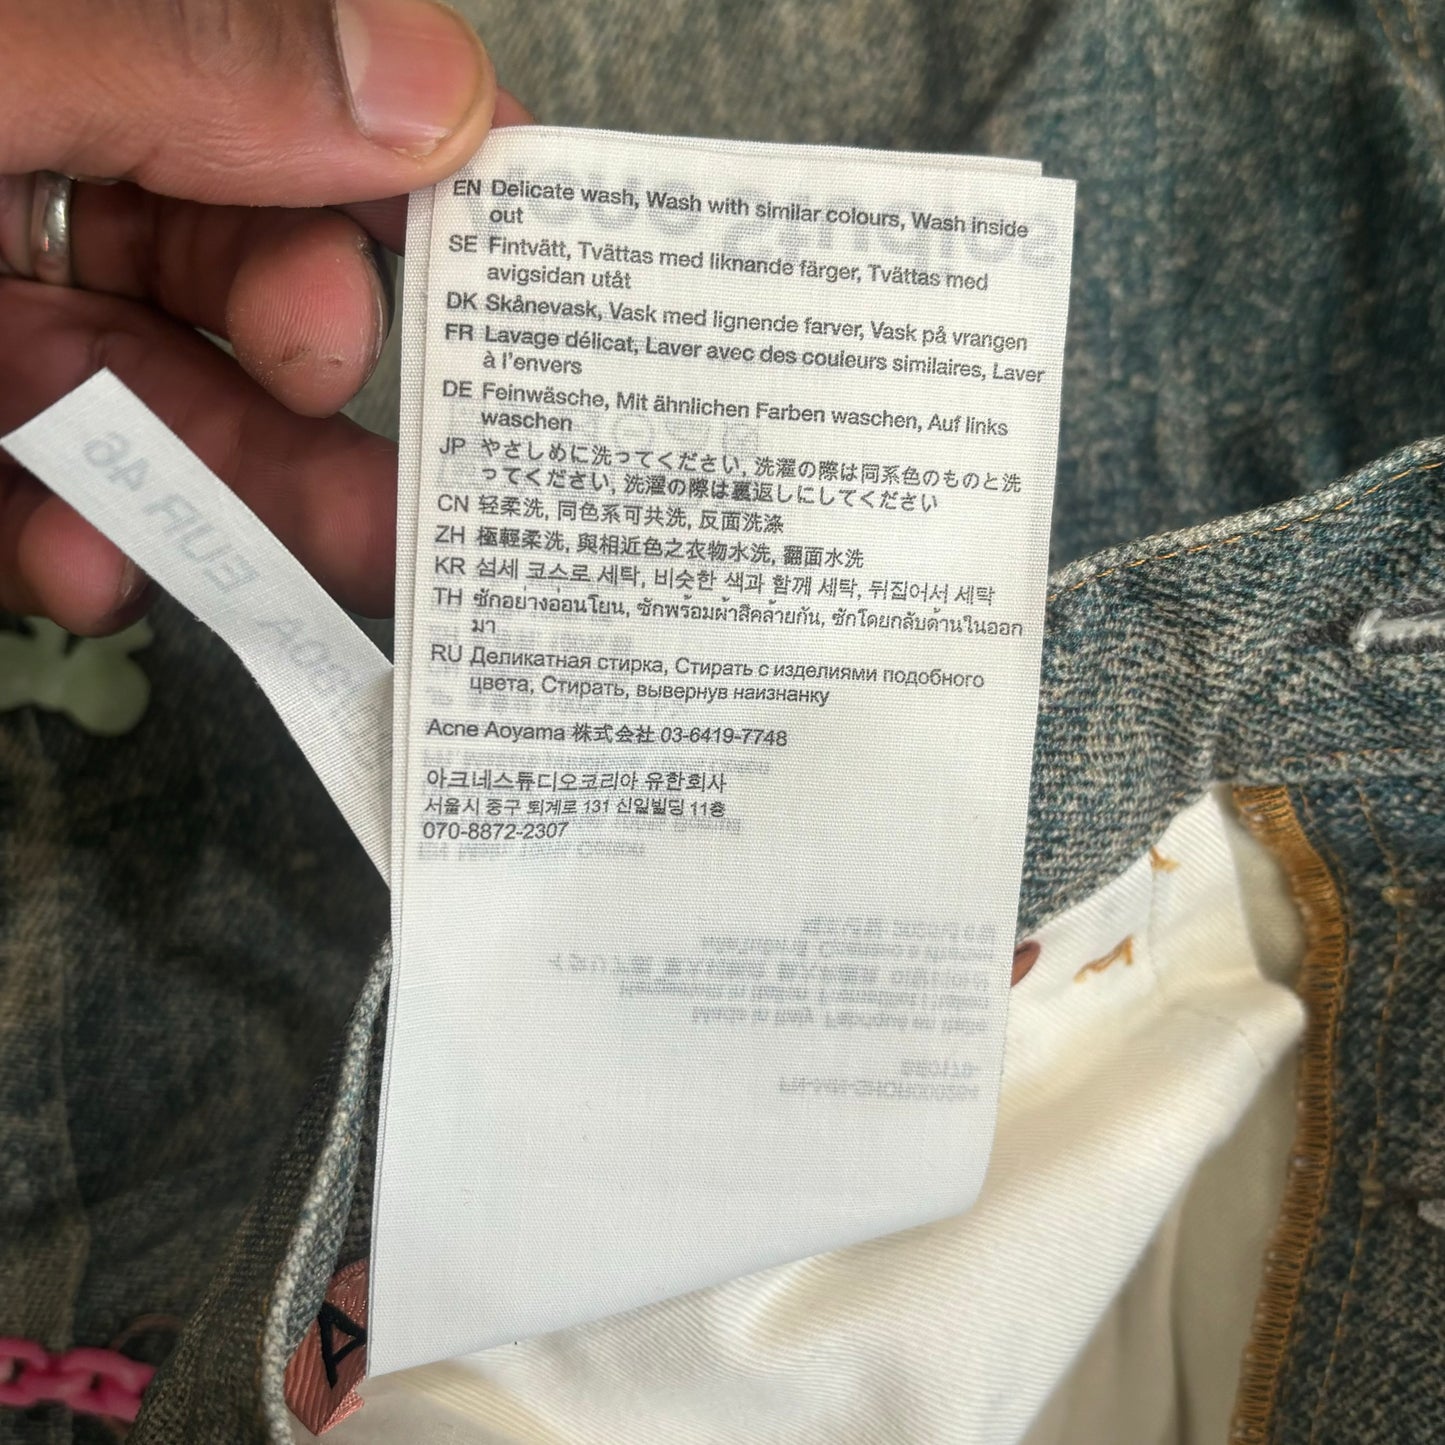 EN Delicate wash, Wash with similar colours, Wash inside
out
SE Fintvätt, Tvättas med liknande färger, Tvättas med
avigsidan utåt
DK Skånevask, Vask med lignende farver, Vask på vrangen
FR Lavage délicat, Laver avec des couleurs similaires, Laver
à l'envers
DE Feinwäsche, Mit ähnlichen Farben waschen, Auf links
waschen
JP やさしめに洗ってください, 洗濯の際は同系色のものと洗
ってください, 洗濯の際は裏返しにしてください
CN 轻柔洗, 同色系可共洗, 反面洗涤
ZH 極輕柔洗, 與相近色之衣物水洗, 翻面水洗
KR 섬세 코스로 세탁, 비슷한 색과 함께 세탁, 뒤집어서 세탁
TH ซักอย่างอ่อนโยน, ซักพร้อมผ้าสีคล้ายกัน, ซักโดยกลับด้านในออก
มา
RU Деликатная стирка, Стирать с изделиями подобного
цвета, Стирать, вывернув наизнанку
Acne Aoyama 株式会社 03-6419-7748
아크네스튜디오코리아 유한회사
서울시 중구 퇴계로 131 신일빌딩 11층
070-8872-2307
EUR 46
A